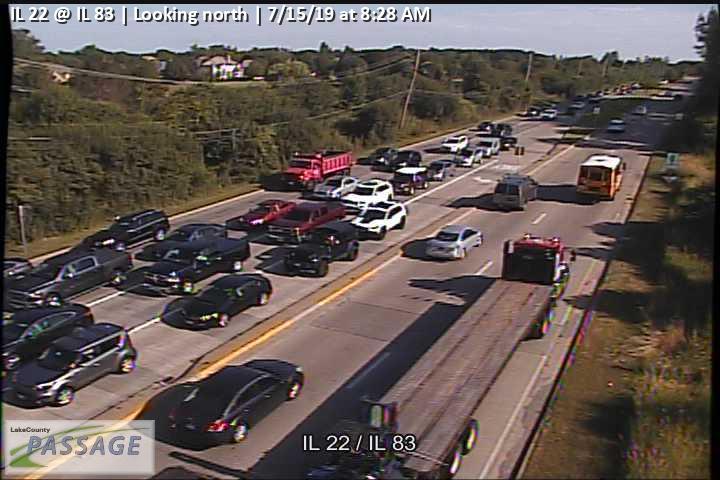 IL 22 @ IL 83 | Looking north | 7/15/19 at 8:28 AM
IL 22 / IL 83
LakeCounty
PASSAGE